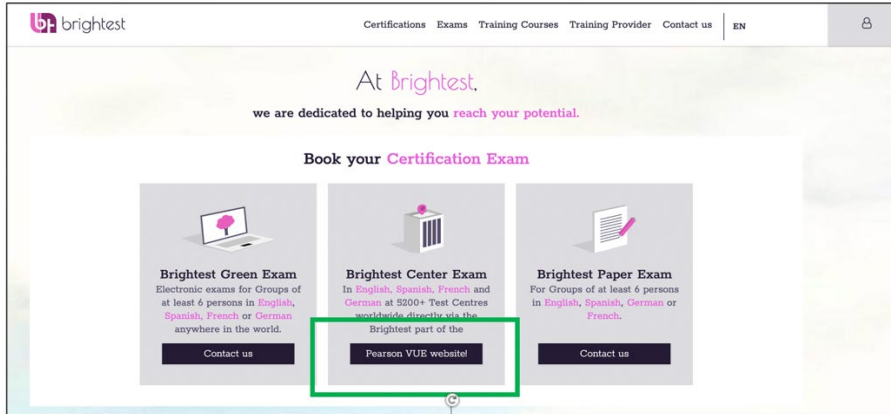 brightest
Certifications Exams Training Courses Training Provider Contact us EN
At Brightest,
we are dedicated to helping you reach your potential.
Book your Certification Exam
Brightest Green Exam
Electronic exams for Groups of
at least 6 persons in English,
Spanish, French or German
anywhere in the world.
Contact us
Brightest Center Exam
In English, Spanish, French and
German at 5200+ Test Centres
worldwide directly via the
Brightest part of the
Pearson VUE website!
Brightest Paper Exam
For Groups of at least 6 persons
in English, Spanish, German or
French.
Contact us